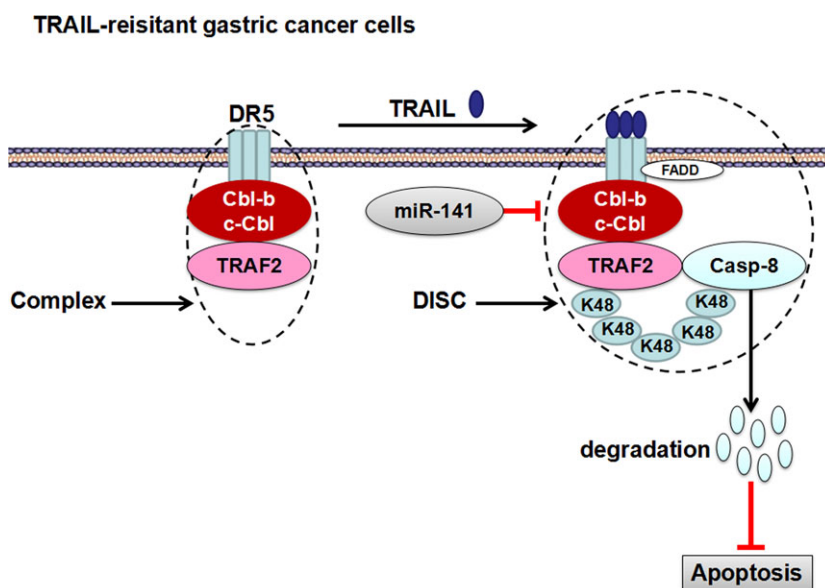 TRAIL-reisitant gastric cancer cells
DR5
TRAIL
FADD
Cbl-b
c-Cbl
miR-141
Cbl-b
c-Cbl
TRAF2
TRAF2
Casp-8
Complex
DISC
K48
K48
K48
K48
K48
degradation
Apoptosis